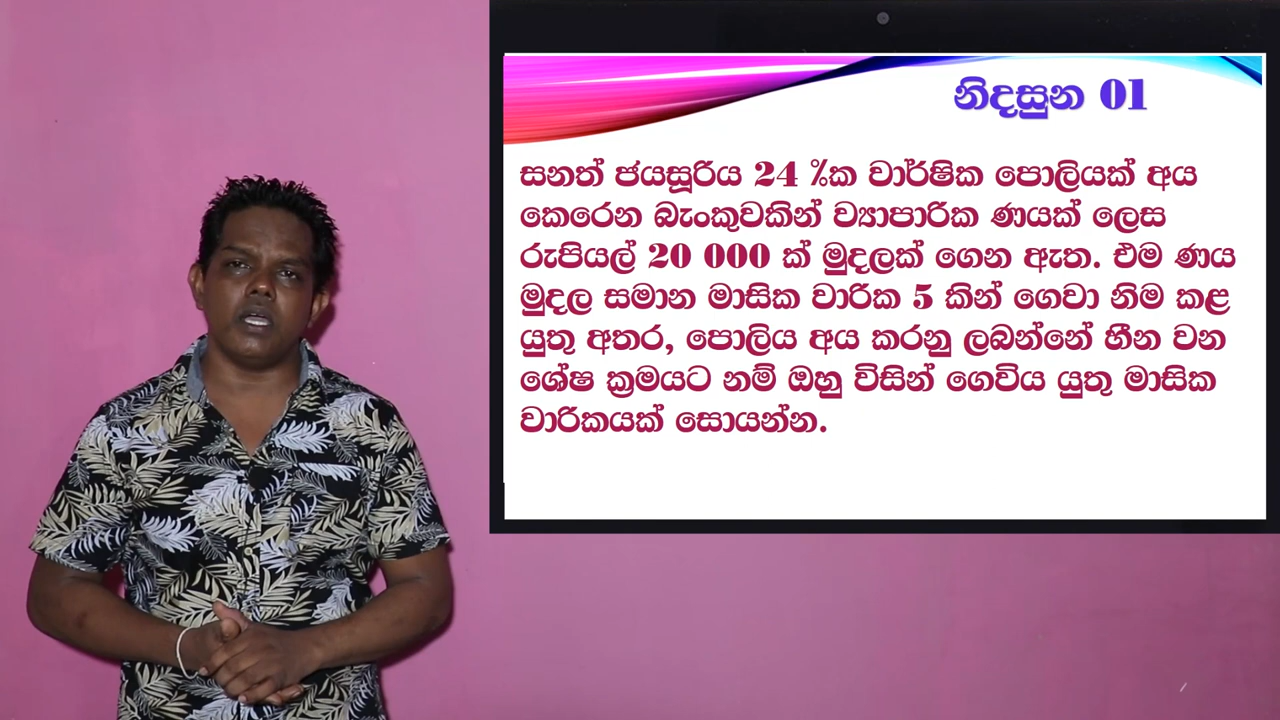 නිදසුන 01
සනත් ජයසූරිය 24 %ක වාර්ෂික පොලියක් අය
කෙරෙන බැංකුවකින් ව්‍යාපාරික ණයක් ලෙස
රුපියල් 20 000 ක් මුදලක් ගෙන ඇත. එම ණය
මුදල සමාන මාසික වාරික 5 කින් ගෙවා නිම කළ
යුතු අතර, පොලිය අය කරනු ලබන්නේ හීන වන
ශේෂ ක්‍රමයට නම් ඔහු විසින් ගෙවිය යුතු මාසික
වාරිකයක් සොයන්න.